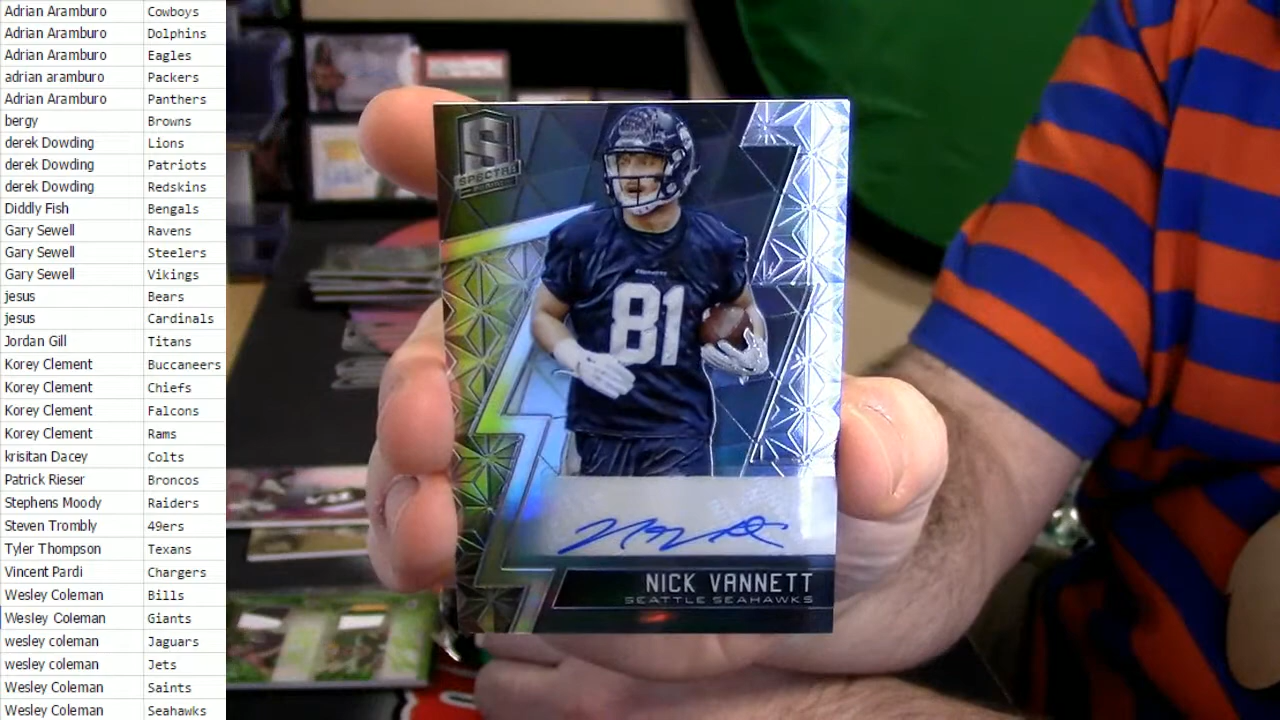 Adrian Aramburo Cowboys
Adrian Aramburo Dolphins
Adrian Aramburo Eagles
adrian aramburo Packers
Adrian Aramburo Panthers
bergy Browns
derek Dowding Lions
derek Dowding Patriots
derek Dowding Redskins
Diddly Fish Bengals
Gary Sewell Ravens
Gary Sewell Steelers
Gary Sewell Vikings
jesus Bears
jesus Cardinals
Jordan Gill Titans
Korey Clement Buccaneers
Korey Clement Chiefs
Korey Clement Falcons
Korey Clement Rams
krisitan Dacey Colts
Patrick Rieser Broncos
Stephens Moody Raiders
Steven Trombly 49ers
Tyler Thompson Texans
Vincent Pardi Chargers
Wesley Coleman Bills
Wesley Coleman Giants
wesley coleman Jaguars
wesley coleman Jets
Wesley Coleman Saints
Wesley Coleman Seahawks
S
SPECTRA
81
NICK VANNETT
SEATTLE SEAHAWKS